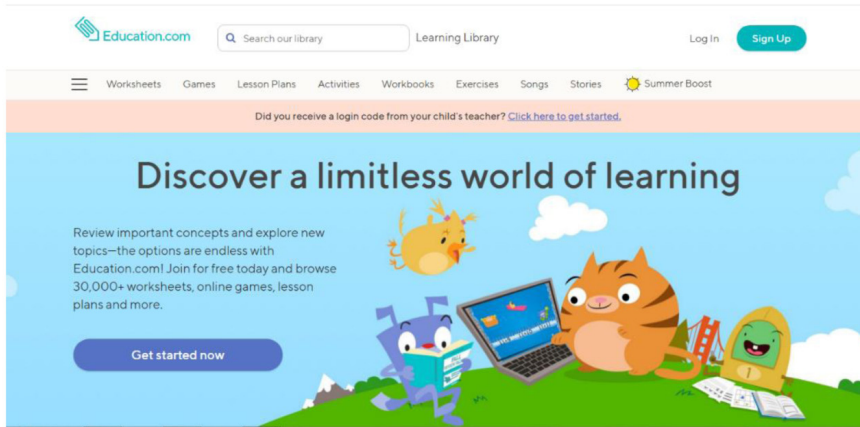 Education.com
Search our library
Learning Library
Log In
Sign Up
Worksheets Games Lesson Plans Activities Workbooks Exercises Songs Stories Summer Boost
Did you receive a login code from your child's teacher? Click here to get started.
Discover a limitless world of learning
Review important concepts and explore new
topics—the options are endless with
Education.com! Join for free today and browse
30,000+ worksheets, online games, lesson
plans and more.
Get started now
1